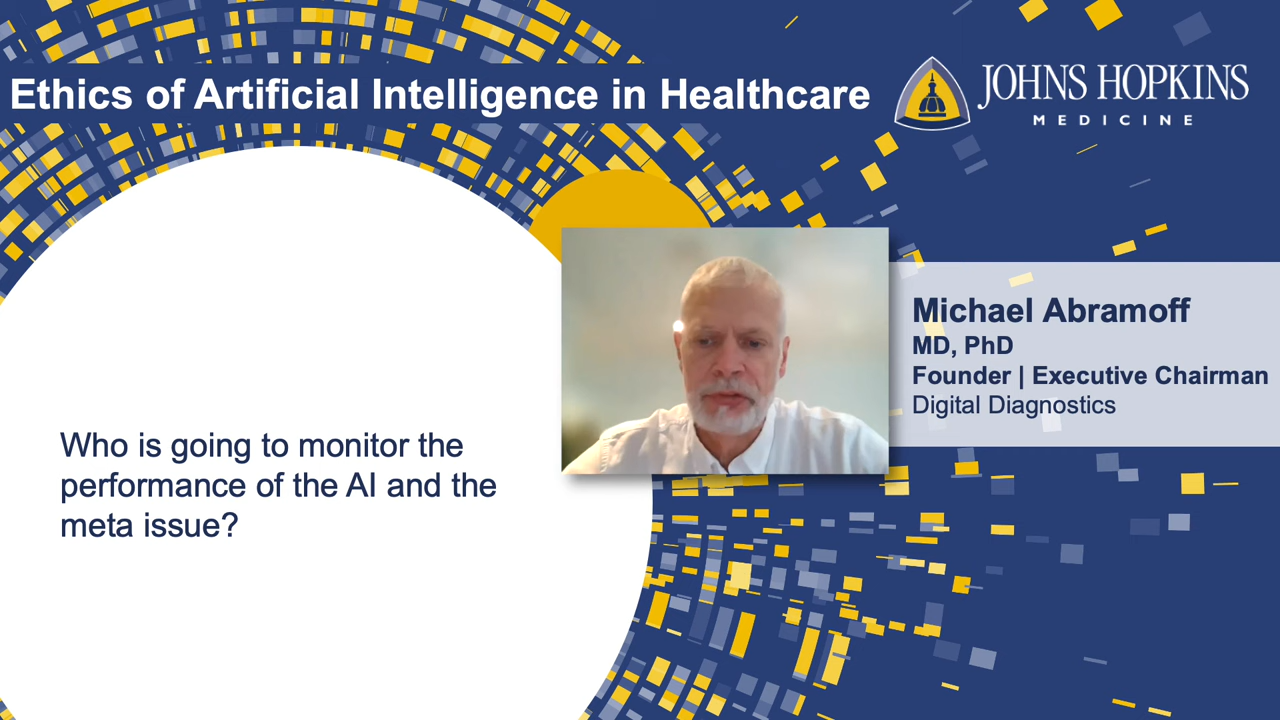 Ethics of Artificial Intelligence in Healthcare
JOHNS HOPKINS
MEDICINE
Michael Abramoff
MD, PhD
Founder | Executive Chairman
Digital Diagnostics
Who is going to monitor the
performance of the AI and the
meta issue?